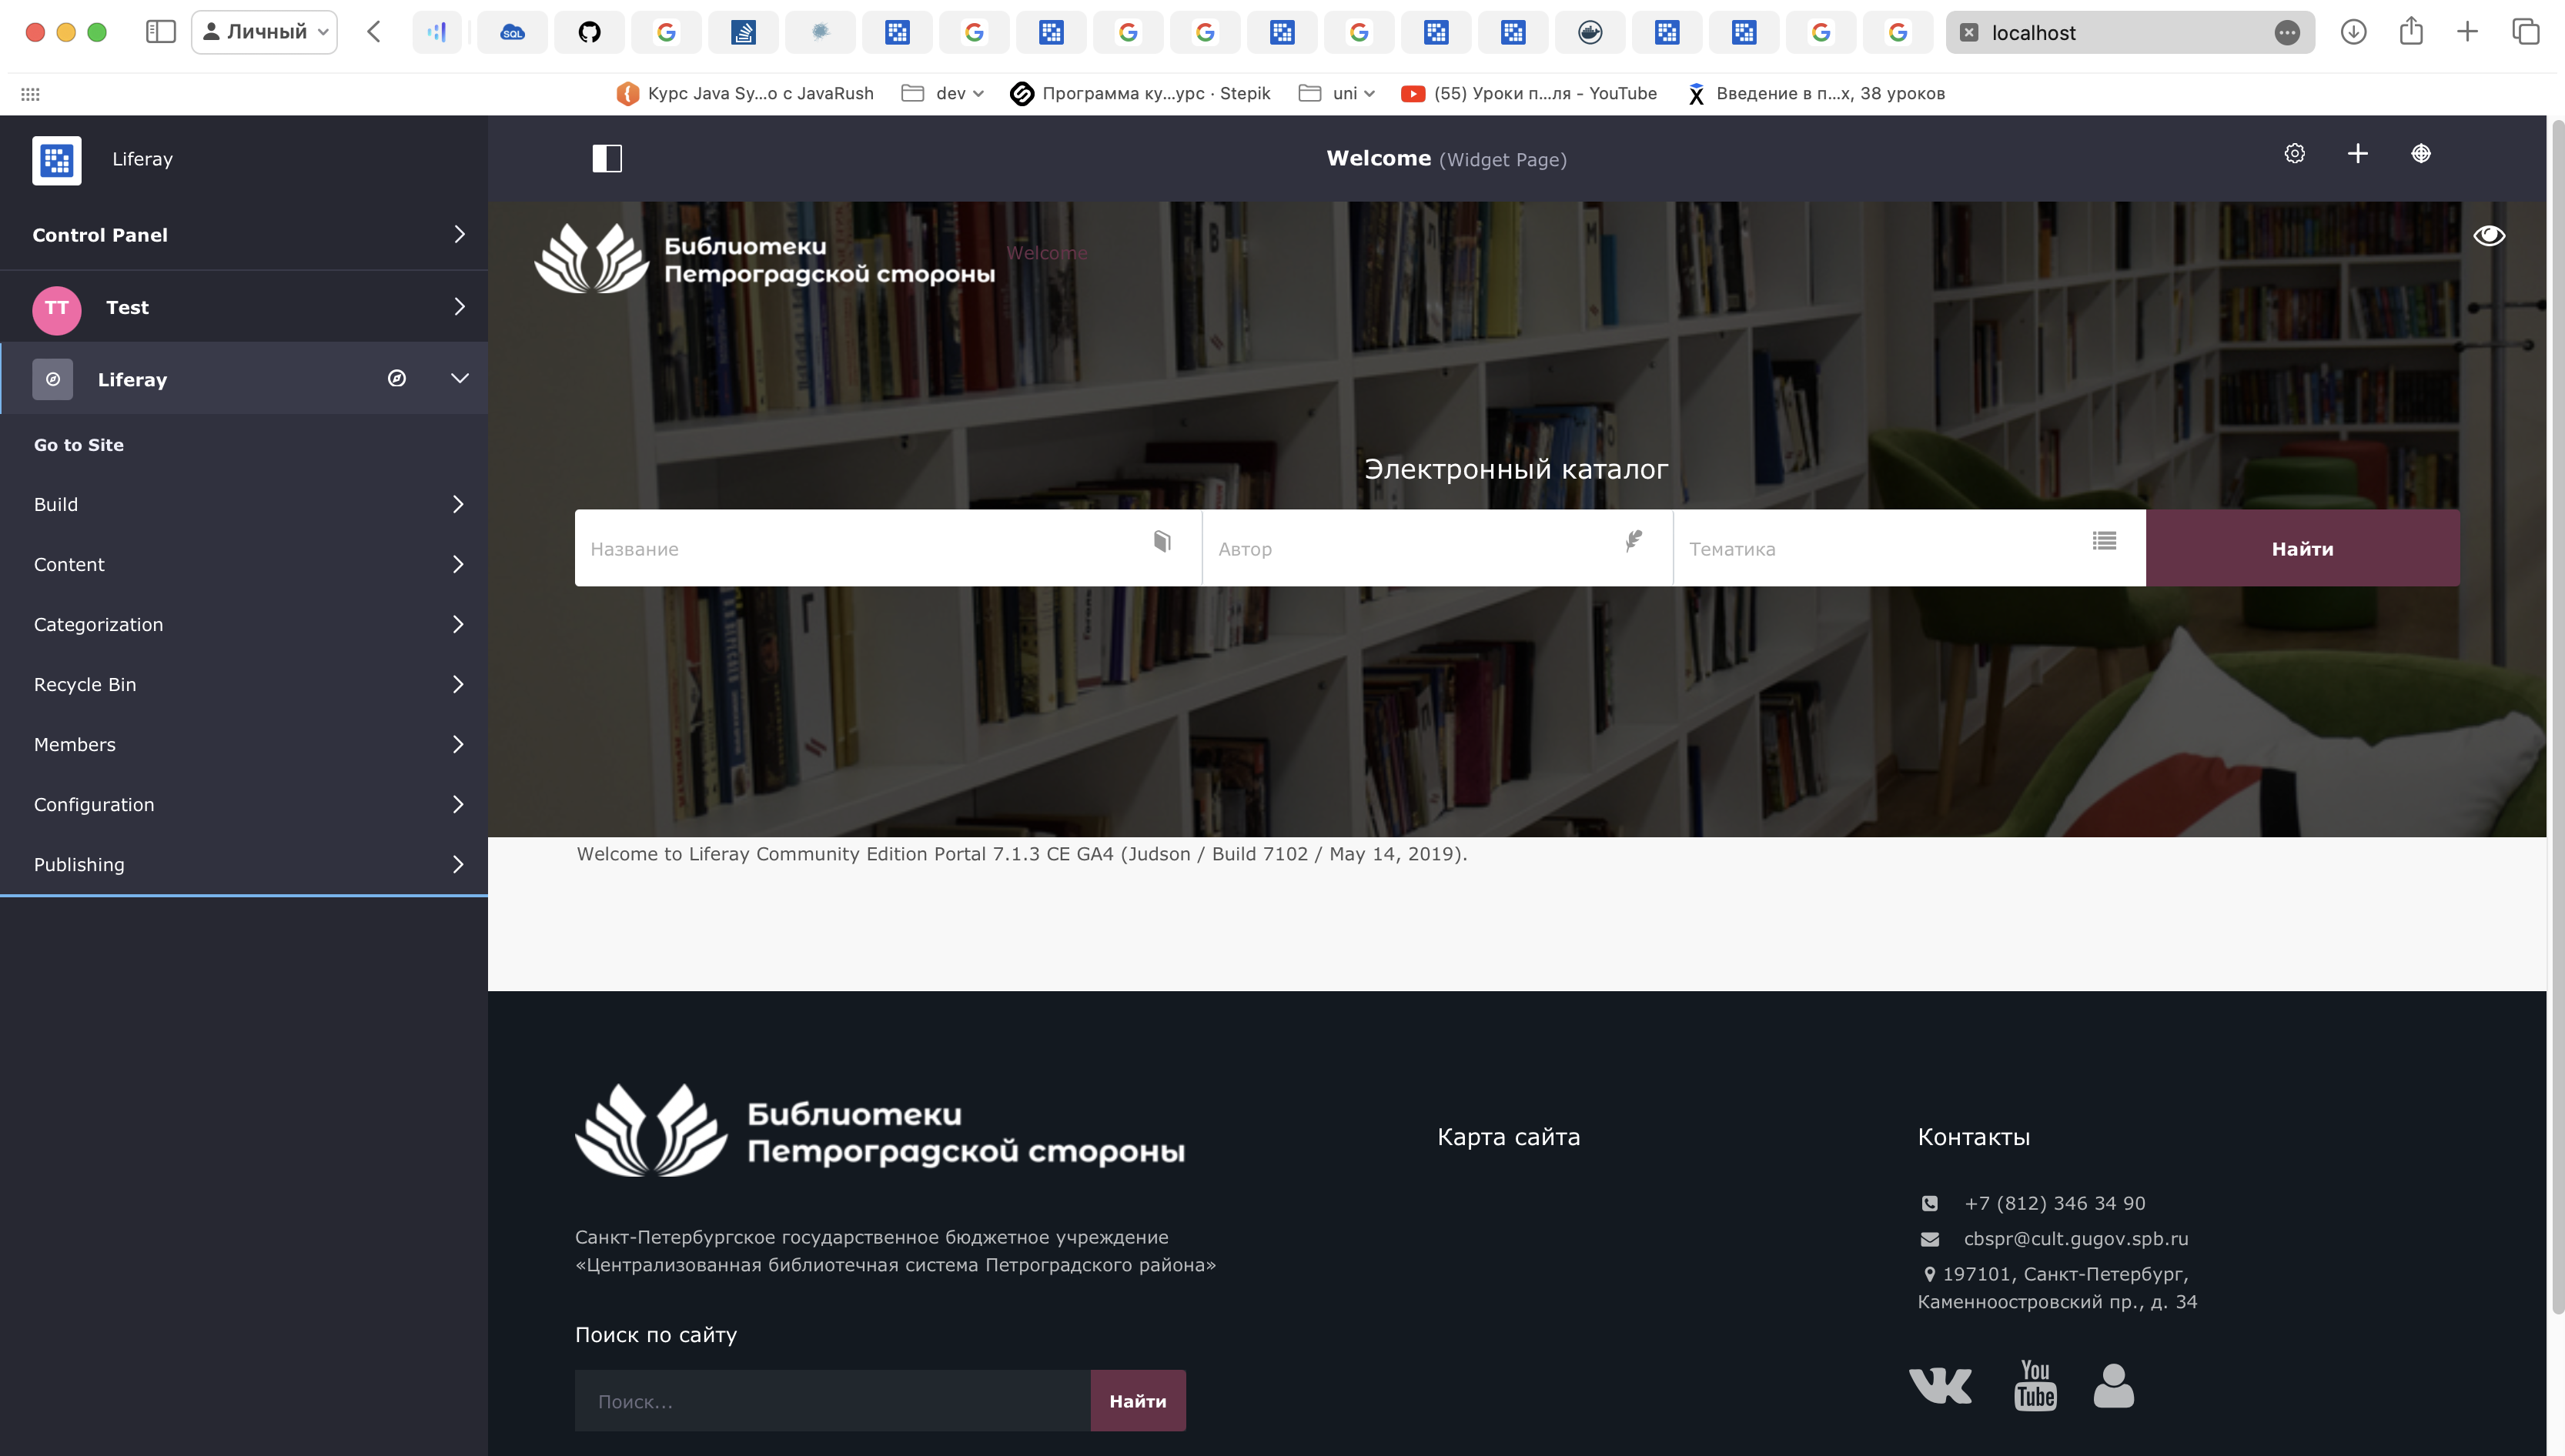 Личный
SQL
localhost
Курс Java Sy...о с JavaRush
dev
Программа ку...урс · Stepik
uni
(55) Уроки п...ля - YouTube
Введение в п...х, 38 уроков
Liferay
Welcome (Widget Page)
Control Panel
TT
Test
Liferay
Go to Site
Build
Content
Categorization
Recycle Bin
Members
Configuration
Publishing
Библиотеки
Петроградской стороны
Welcome
Электронный каталог
Название
Автор
Тематика
Найти
Welcome to Liferay Community Edition Portal 7.1.3 CE GA4 (Judson / Build 7102 / May 14, 2019).
Библиотеки
Петроградской стороны
Санкт-Петербургское государственное бюджетное учреждение
«Централизованная библиотечная система Петроградского района»
Поиск по сайту
Поиск...
Найти
Карта сайта
Контакты
+7 (812) 346 34 90
cbspr@cult.gugov.spb.ru
197101, Санкт-Петербург,
Каменноостровский пр., д. 34
You
Tube